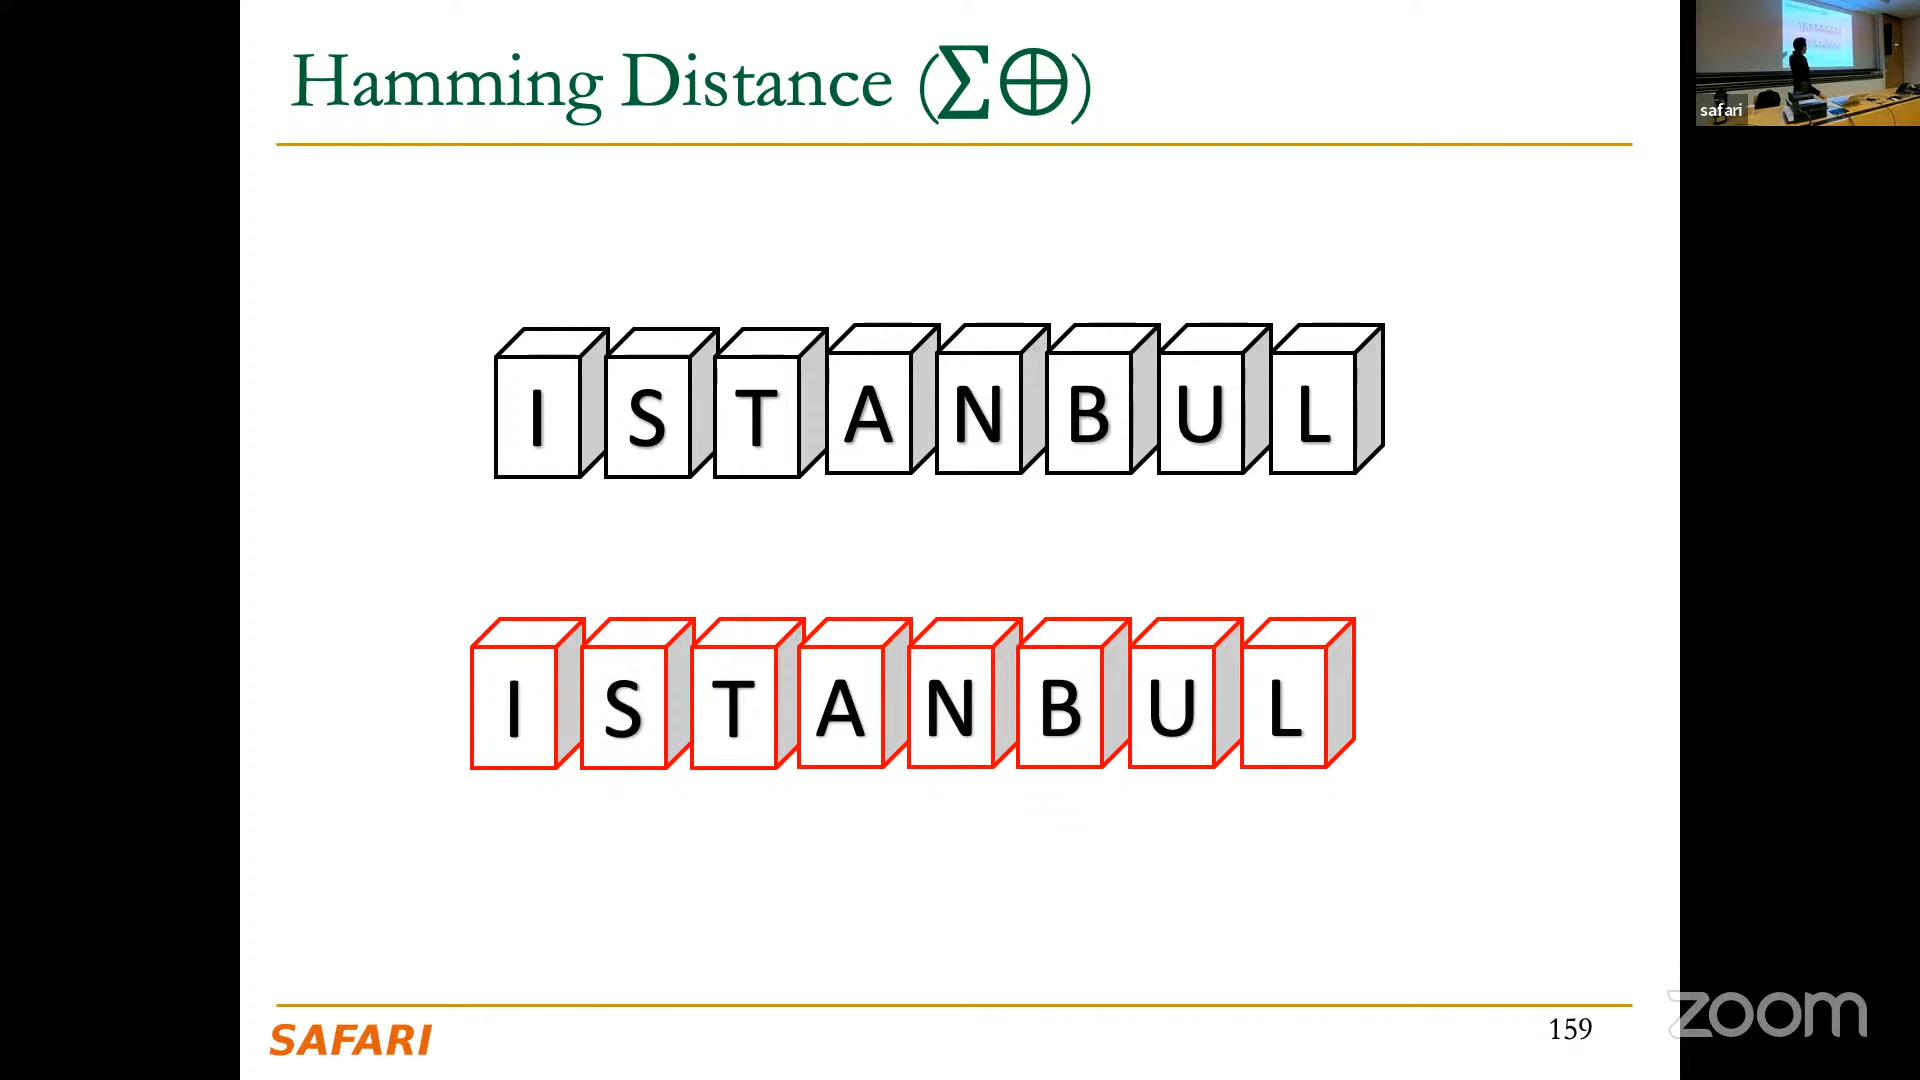 Hamming Distance (∑⊕)
safari
I S T A N B U L
I S T A N B U L
SAFARI
159
zoom